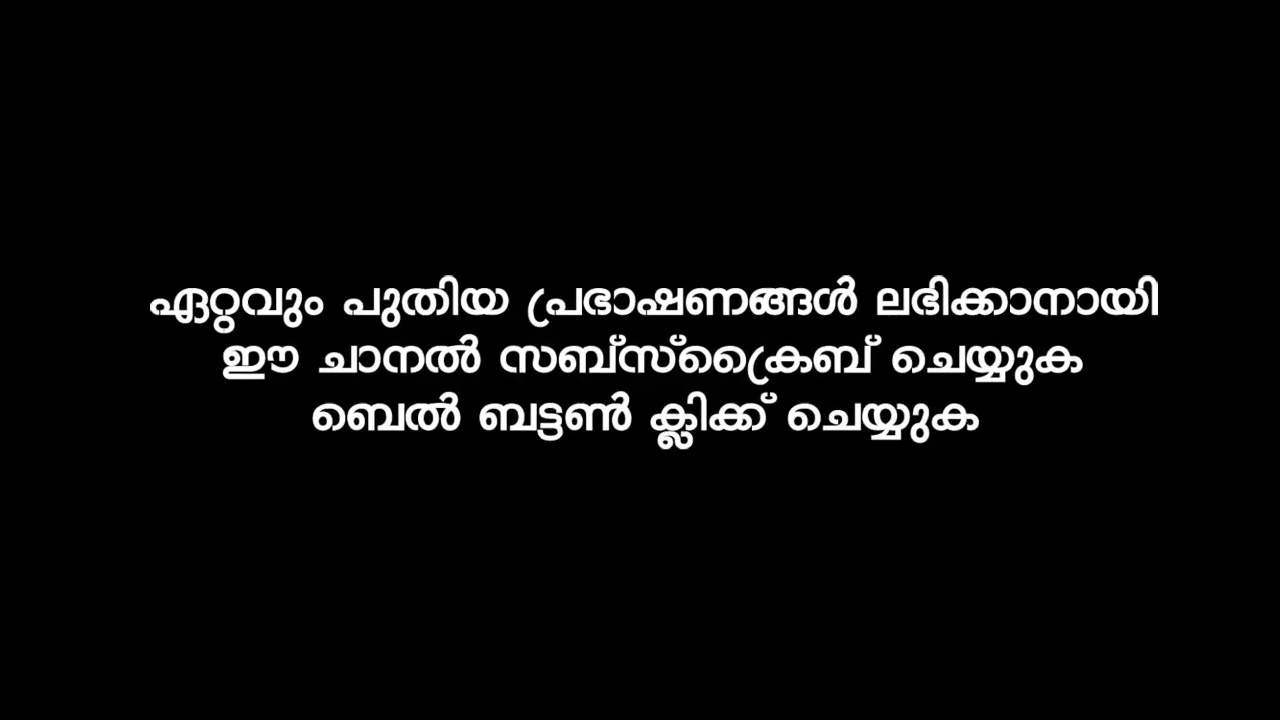 ഏറ്റവും പുതിയ പ്രഭാഷണങ്ങൾ ലഭിക്കാനായി
ഈ ചാനൽ സബ്സ്ക്രൈബ് ചെയ്യുക
ബെൽ ബട്ടൺ ക്ലിക്ക് ചെയ്യുക